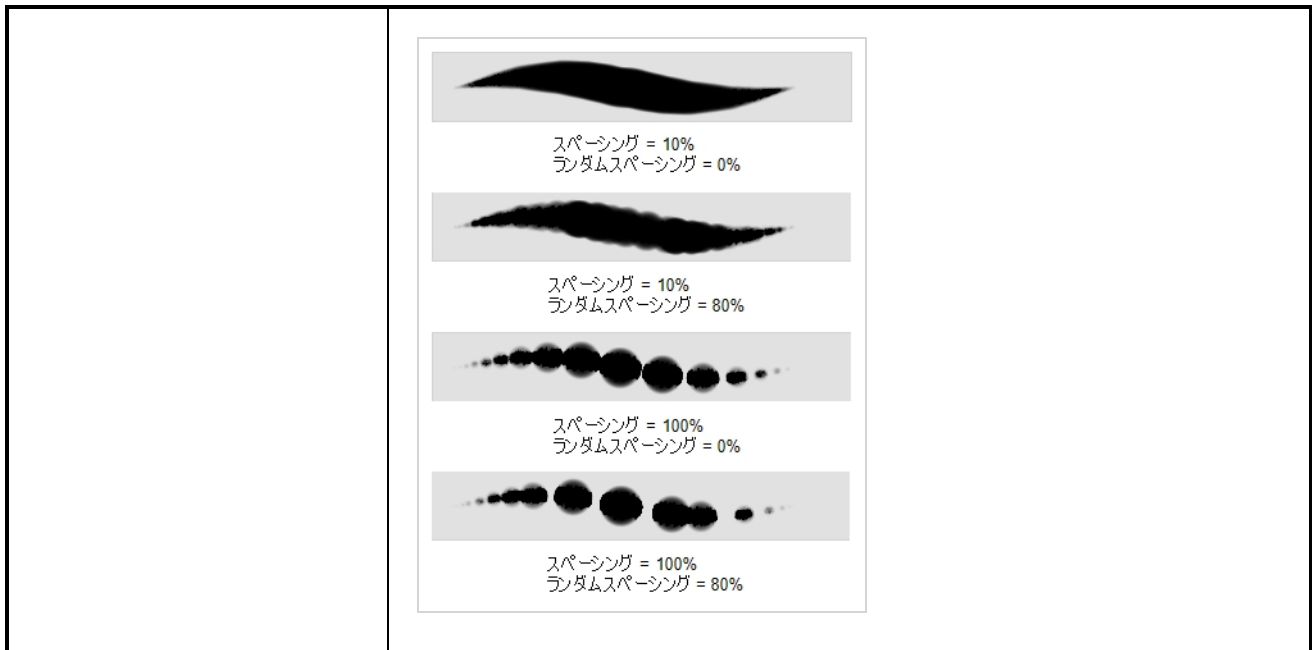 スペーシング = 10%
ランダムスペーシング = 0%
スペーシング = 10%
ランダムスペーシング = 80%
スペーシング = 100%
ランダムスペーシング = 0%
スペーシング = 100%
ランダムスペーシング = 80%